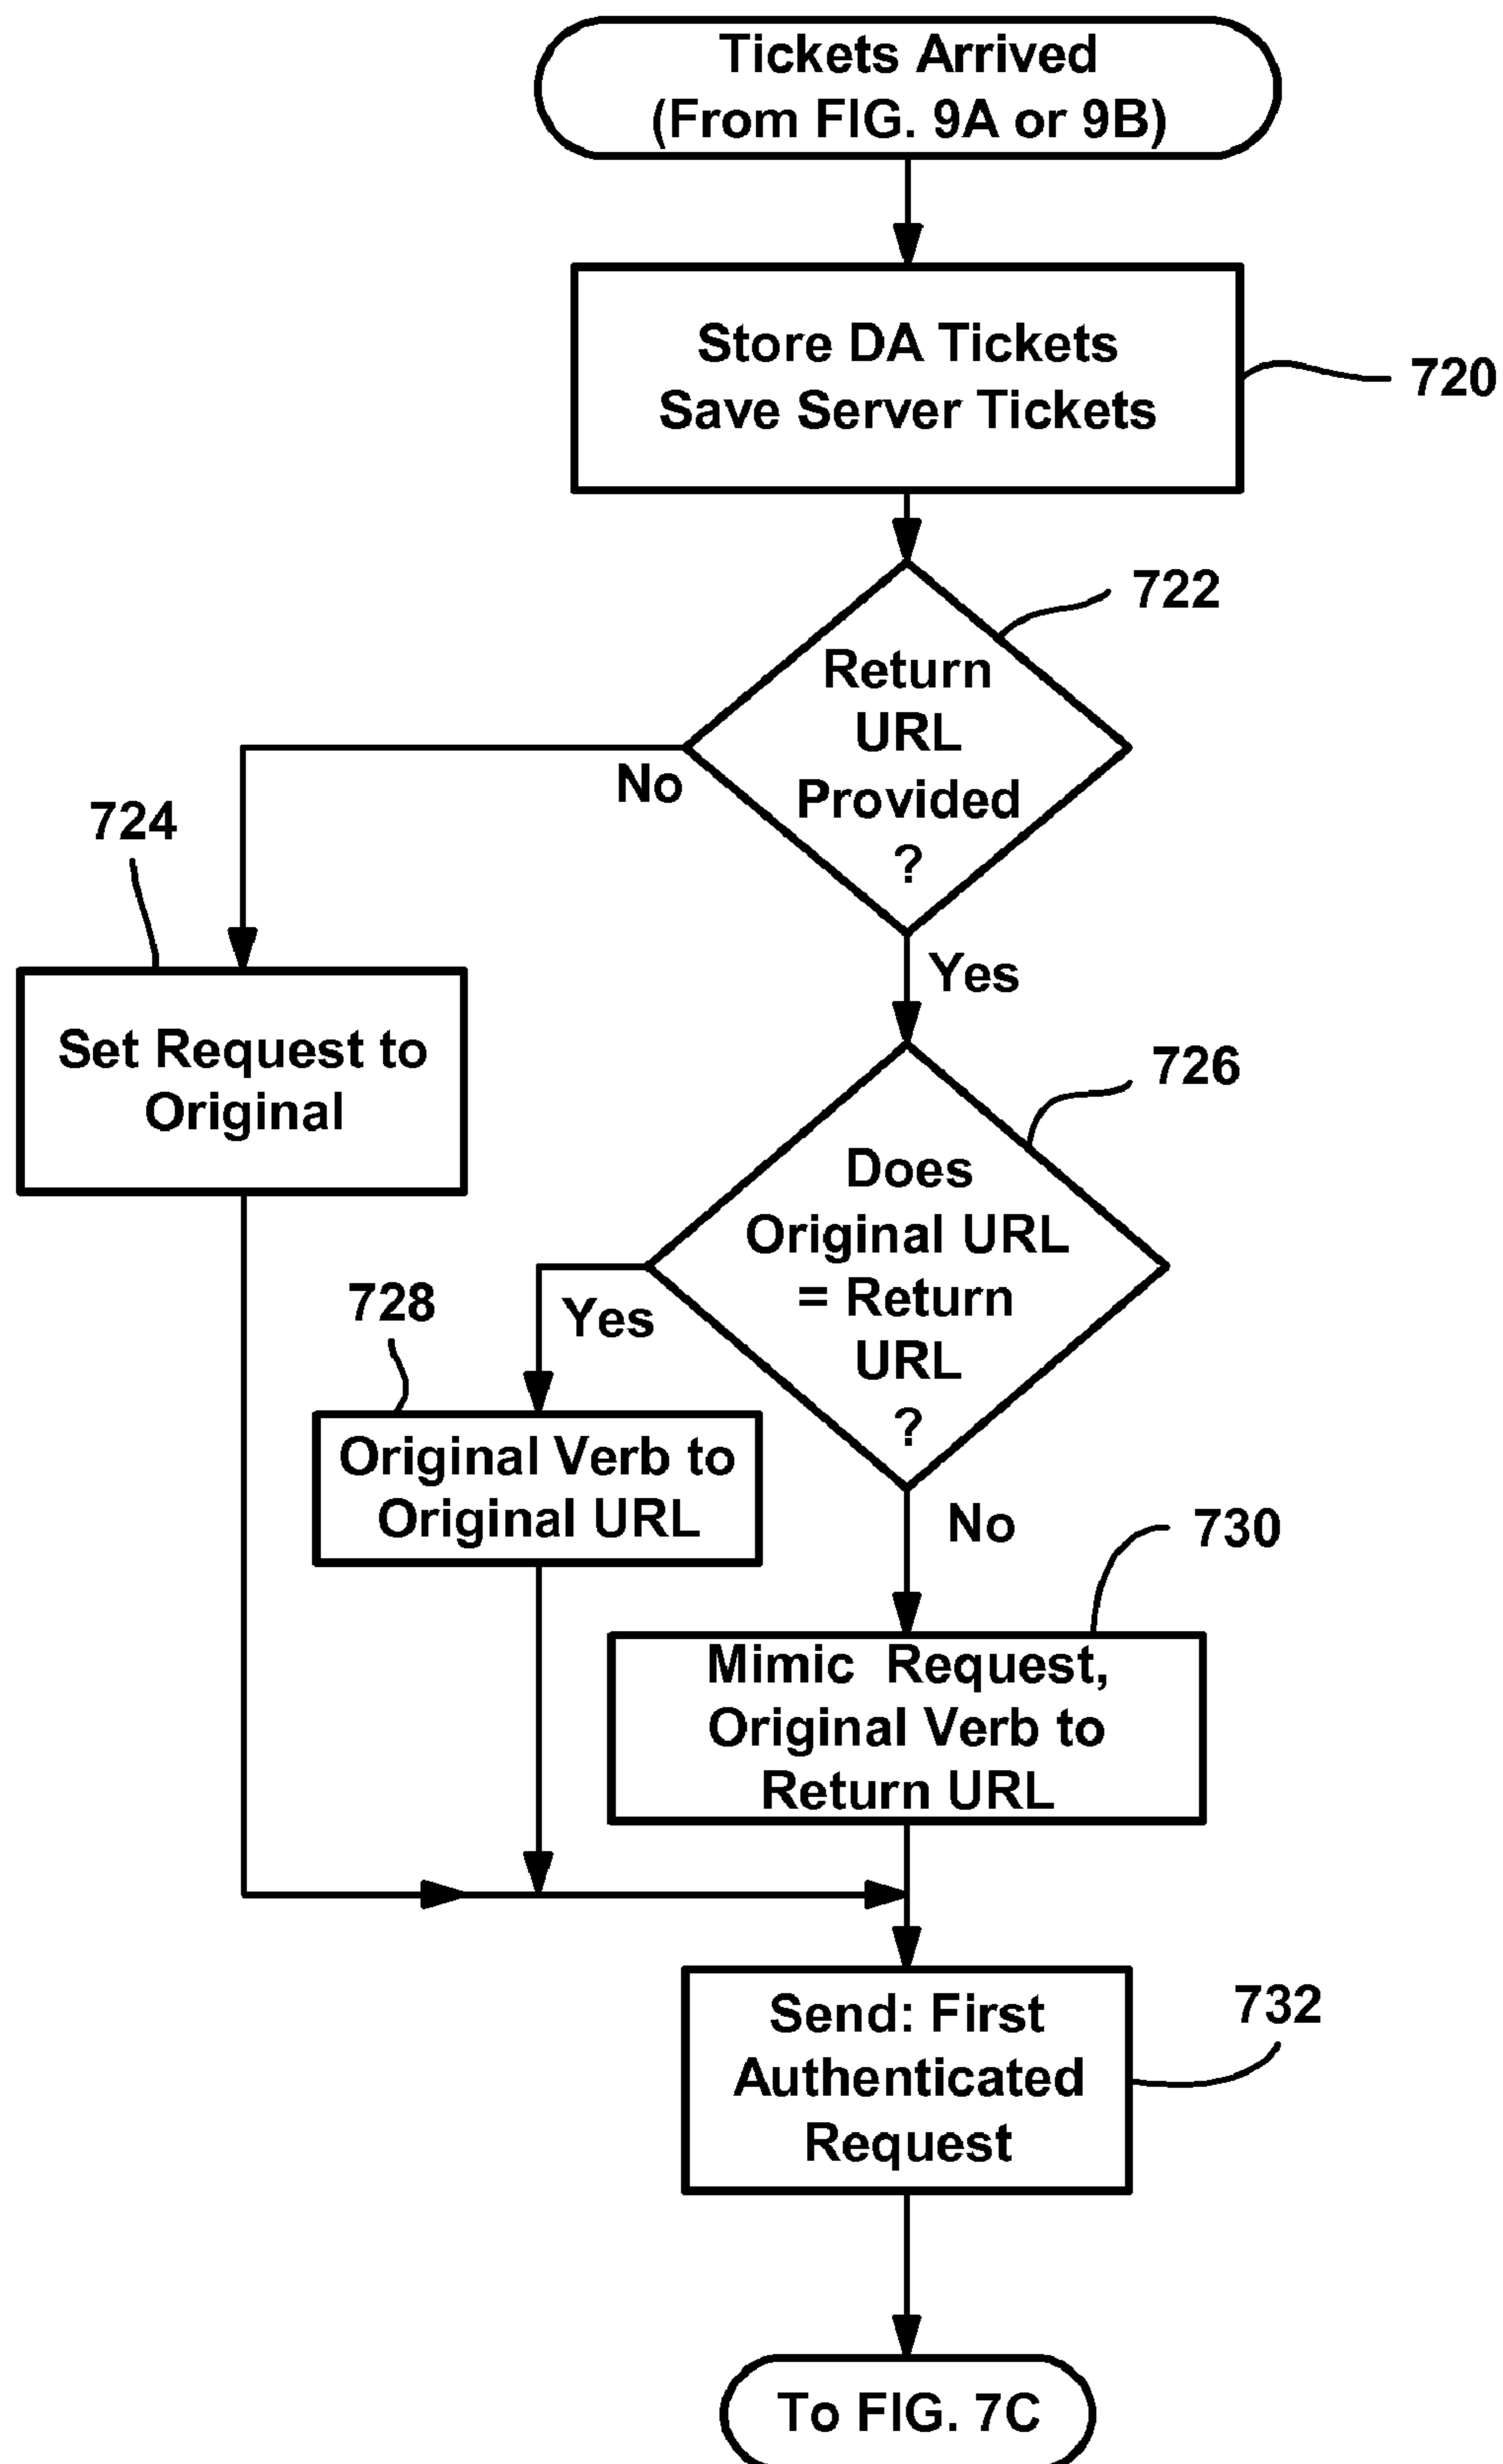 Tickets Arrived
(From FIG. 9A or 9B)
Store DA Tickets
Save Server Tickets
720
722
Return
URL
Provided
?
No
724
Yes
Set Request to
Original
726
Does
Original URL
= Return
URL
?
728
Yes
Original Verb to
Original URL
No
730
Mimic Request,
Original Verb to
Return URL
Send: First
Authenticated
Request
732
To FIG. 7C